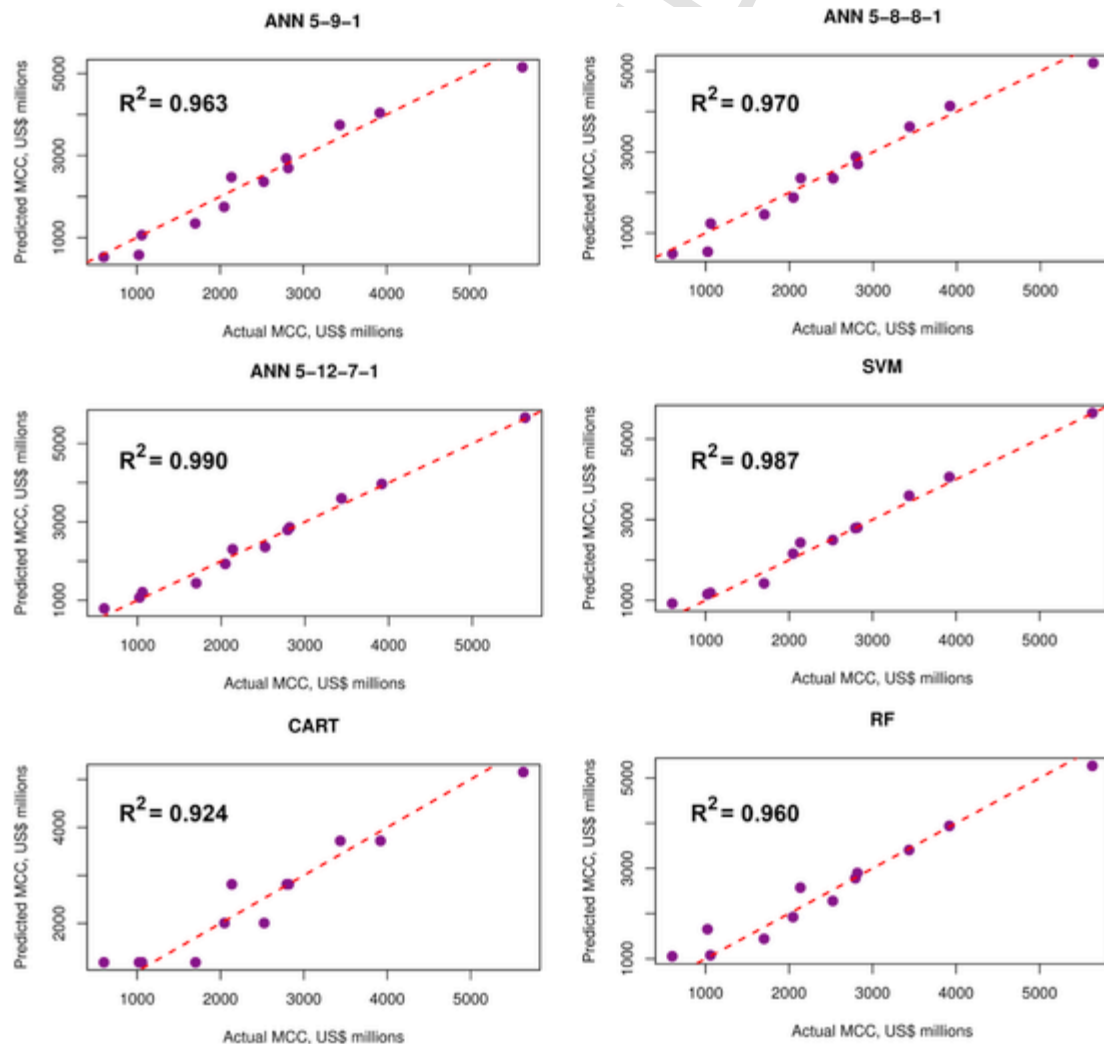 ANN 5-9-1
Predicted MCC, US$ millions
1000 3000 5000
R² = 0.963
1000 2000 3000 4000 5000
Actual MCC, US$ millions
ANN 5-8-8-1
Predicted MCC, US$ millions
1000 3000 5000
R² = 0.970
1000 2000 3000 4000 5000
Actual MCC, US$ millions
ANN 5-12-7-1
Predicted MCC, US$ millions
1000 3000 5000
R² = 0.990
1000 2000 3000 4000 5000
Actual MCC, US$ millions
SVM
Predicted MCC, US$ millions
1000 3000 5000
R² = 0.987
1000 2000 3000 4000 5000
Actual MCC, US$ millions
CART
Predicted MCC, US$ millions
2000 4000
R² = 0.924
1000 2000 3000 4000 5000
Actual MCC, US$ millions
RF
Predicted MCC, US$ millions
1000 3000 5000
R² = 0.960
1000 2000 3000 4000 5000
Actual MCC, US$ millions